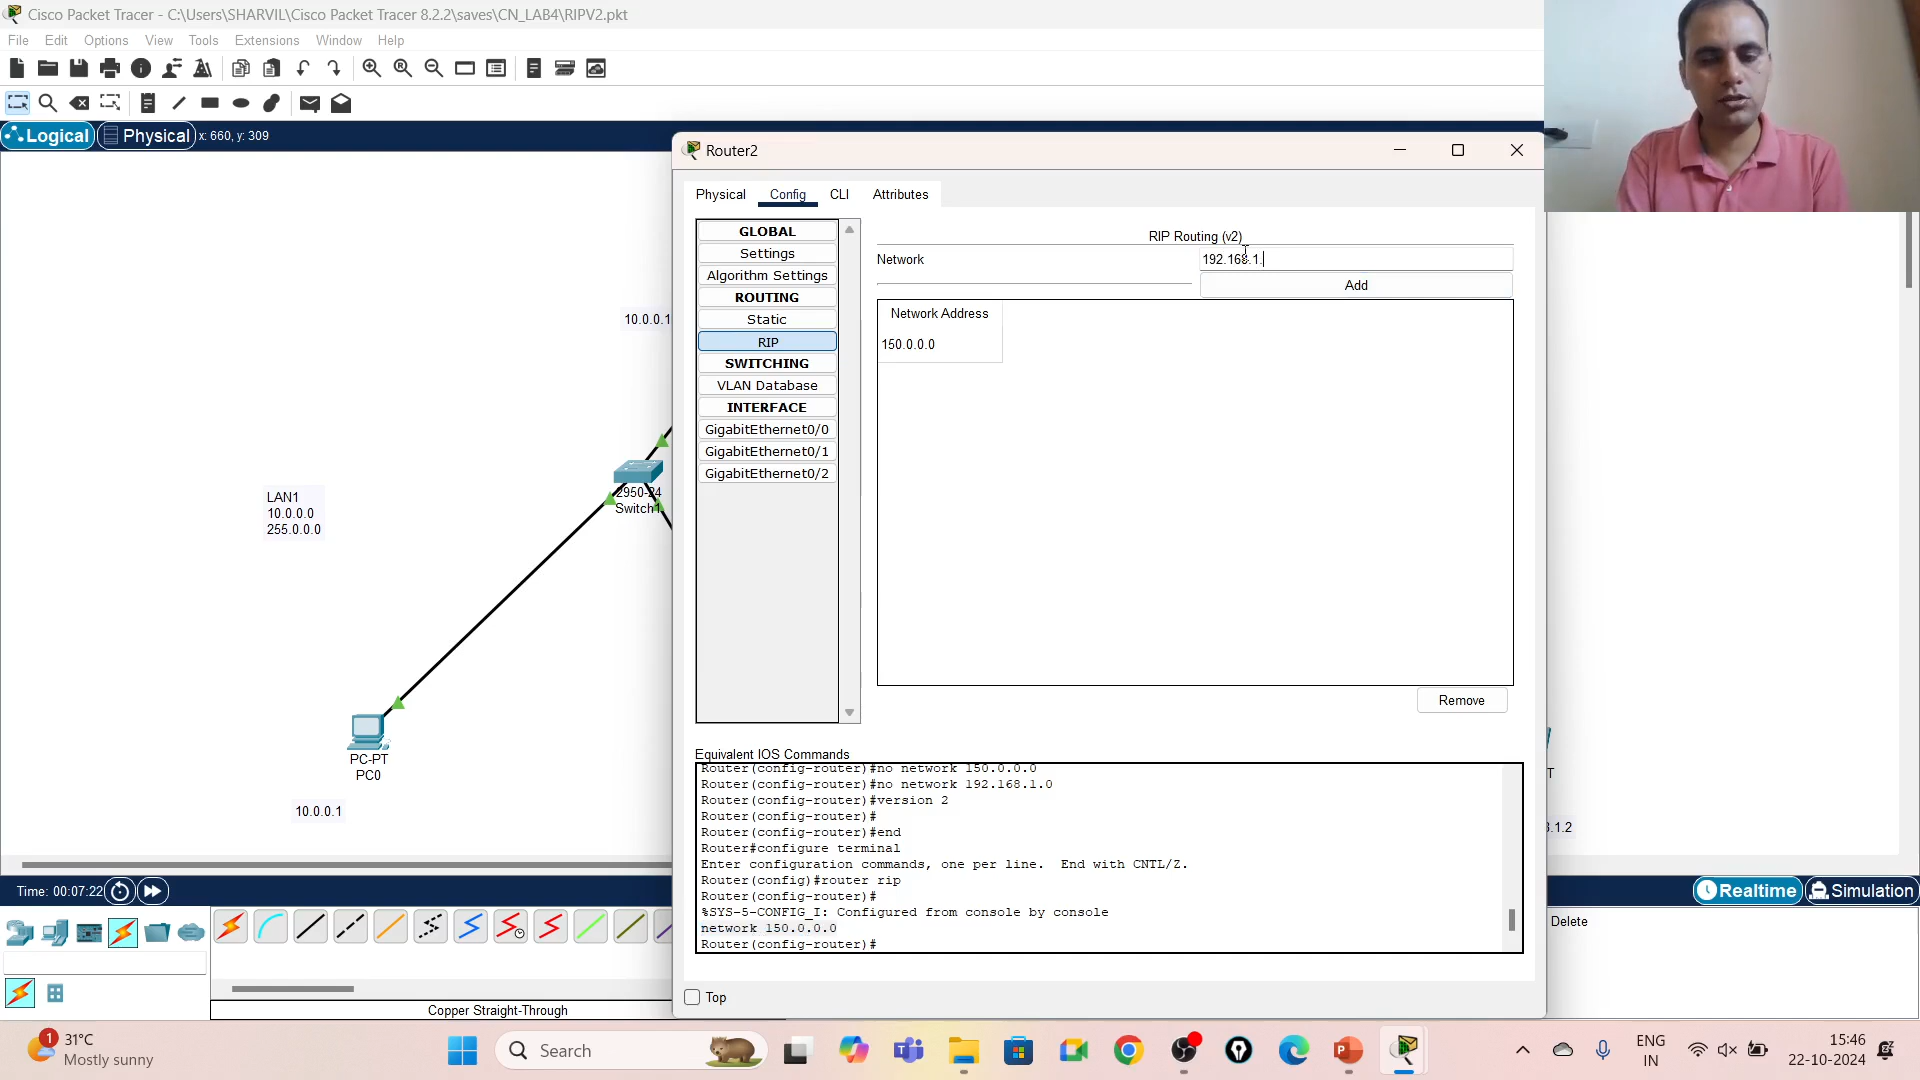 Cisco Packet Tracer - C:\Users\SHARVIL\Cisco Packet Tracer 8.2.2\saves\CN_LAB4\RIPV2.pkt
File Edit Options View Tools Extensions Window Help
Logical Physical x: 660, y: 309
Router2
Physical Config CLI Attributes
GLOBAL
Settings
Algorithm Settings
ROUTING
Static
RIP
SWITCHING
VLAN Database
INTERFACE
GigabitEthernet0/0
GigabitEthernet0/1
GigabitEthernet0/2
RIP Routing (v2)
Network 192.168.1.
Add
Network Address
150.0.0.0
Remove
10.0.0.1
2950-24
Switch1
LAN1
10.0.0.0
255.0.0.0
PC-PT
PC0
10.0.0.1
Equivalent IOS Commands
Router(config-router)#no network 150.0.0.0
Router(config-router)#no network 192.168.1.0
Router(config-router)#version 2
Router(config-router)#
Router(config-router)#end
Router#configure terminal
Enter configuration commands, one per line. End with CNTL/Z.
Router(config)#router rip
Router(config-router)#
%SYS-5-CONFIG_I: Configured from console by console
network 150.0.0.0
Router(config-router)#
Top
T
.1.2
Time: 00:07:22
Realtime Simulation
Delete
Copper Straight-Through
1
31°C
Mostly sunny
Search
ENG
IN
15:46
22-10-2024